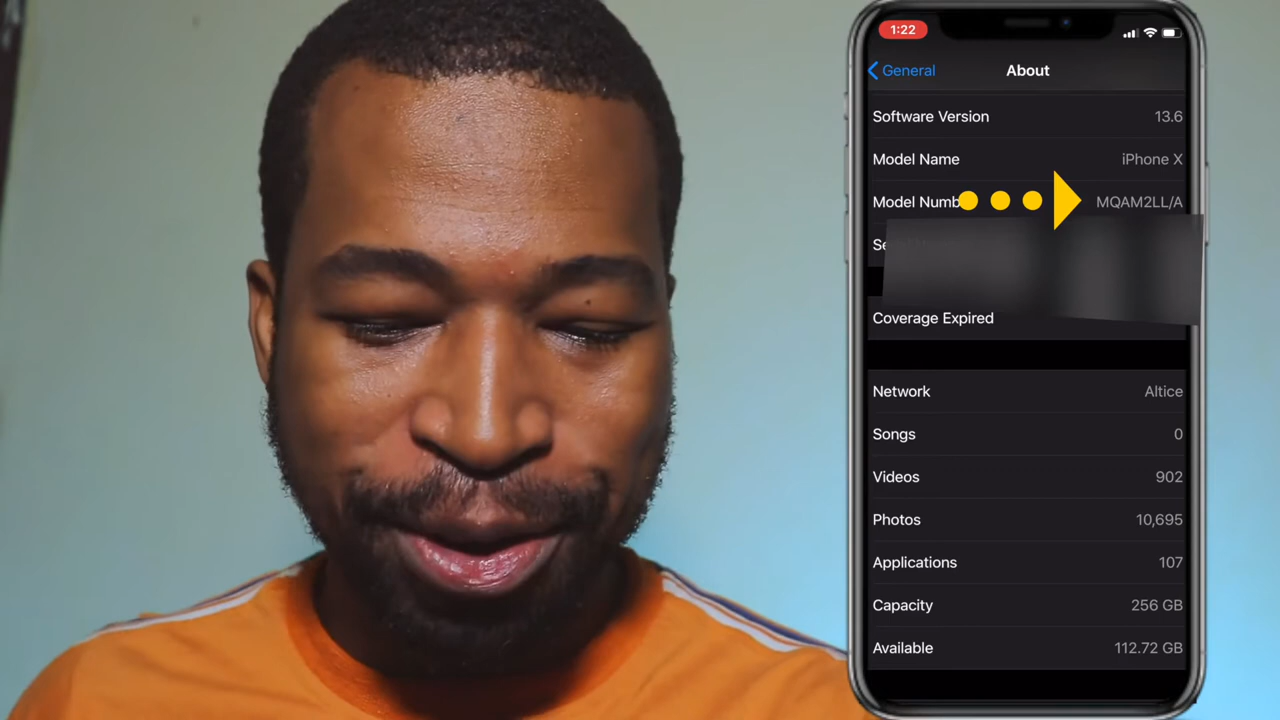 1:22
General
About
Software Version 13.6
Model Name iPhone X
Model Numb MQAM2LL/A
Se
Coverage Expired
Network Altice
Songs 0
Videos 902
Photos 10,695
Applications 107
Capacity 256 GB
Available 112.72 GB